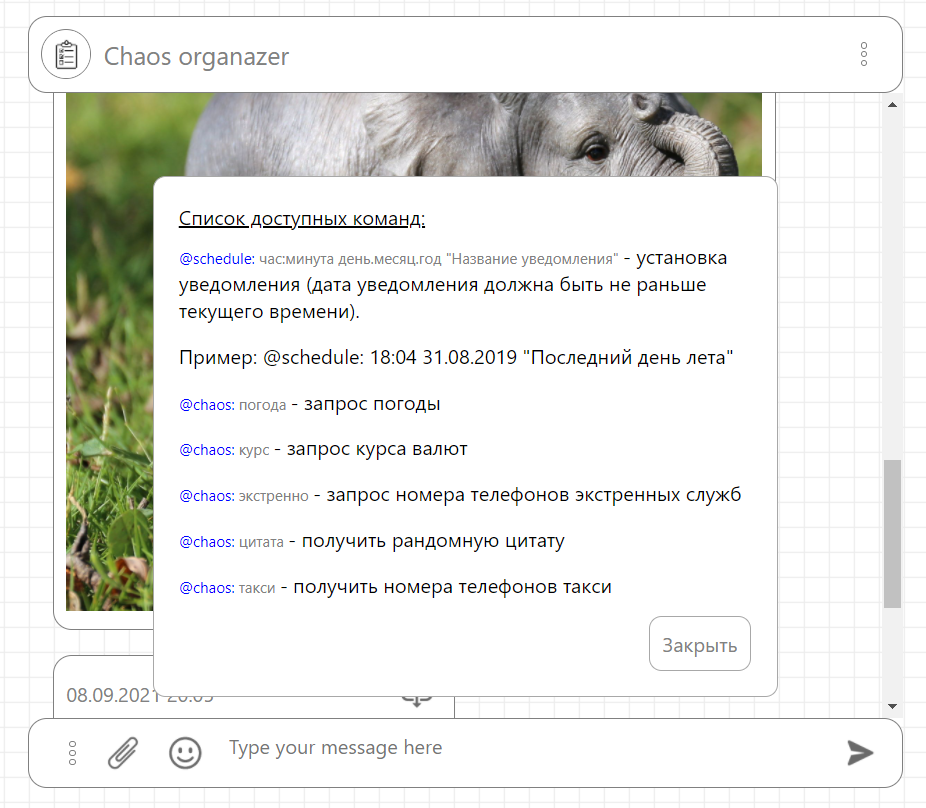 Chaos organazer
Список доступных команд:
@schedule: час:минута день.месяц.год "Название уведомления" - установка
уведомления (дата уведомления должна быть не раньше
текущего времени).
Пример: @schedule: 18:04 31.08.2019 "Последний день лета"
@chaos: погода - запрос погоды
@chaos: курс - запрос курса валют
@chaos: экстренно - запрос номера телефонов экстренных служб
@chaos: цитата - получить рандомную цитату
@chaos: такси - получить номера телефонов такси
Закрыть
08.09.2021
Type your message here